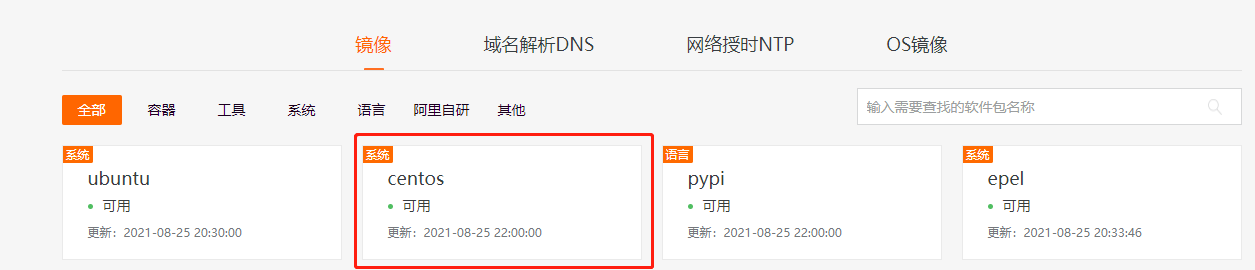 镜像 域名解析DNS 网络授时NTP OS镜像
全部 容器 工具 系统 语言 阿里自研 其他 输入需要查找的软件包名称
系统
ubuntu
可用
更新：2021-08-25 20:30:00
系统
centos
可用
更新：2021-08-25 22:00:00
语言
pypi
可用
更新：2021-08-25 22:00:00
系统
epel
可用
更新：2021-08-25 20:33:46